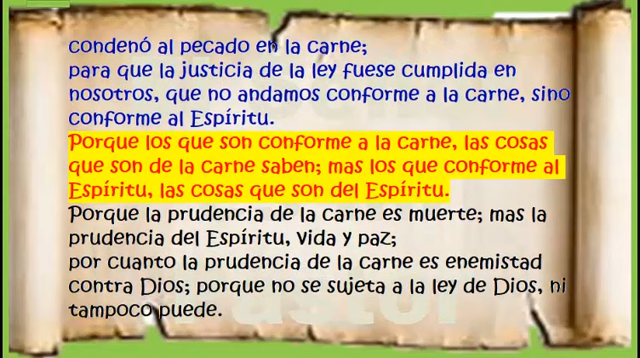 condenó al pecado en la carne;
para que la justicia de la ley fuese cumplida en
nosotros, que no andamos conforme a la carne, sino
conforme al Espíritu.
Porque los que son conforme a la carne, las cosas
que son de la carne saben; mas los que conforme al
Espíritu, las cosas que son del Espíritu.
Porque la prudencia de la carne es muerte; mas la
prudencia del Espíritu, vida y paz;
por cuanto la prudencia de la carne es enemistad
contra Dios; porque no se sujeta a la ley de Dios, ni
tampoco puede.